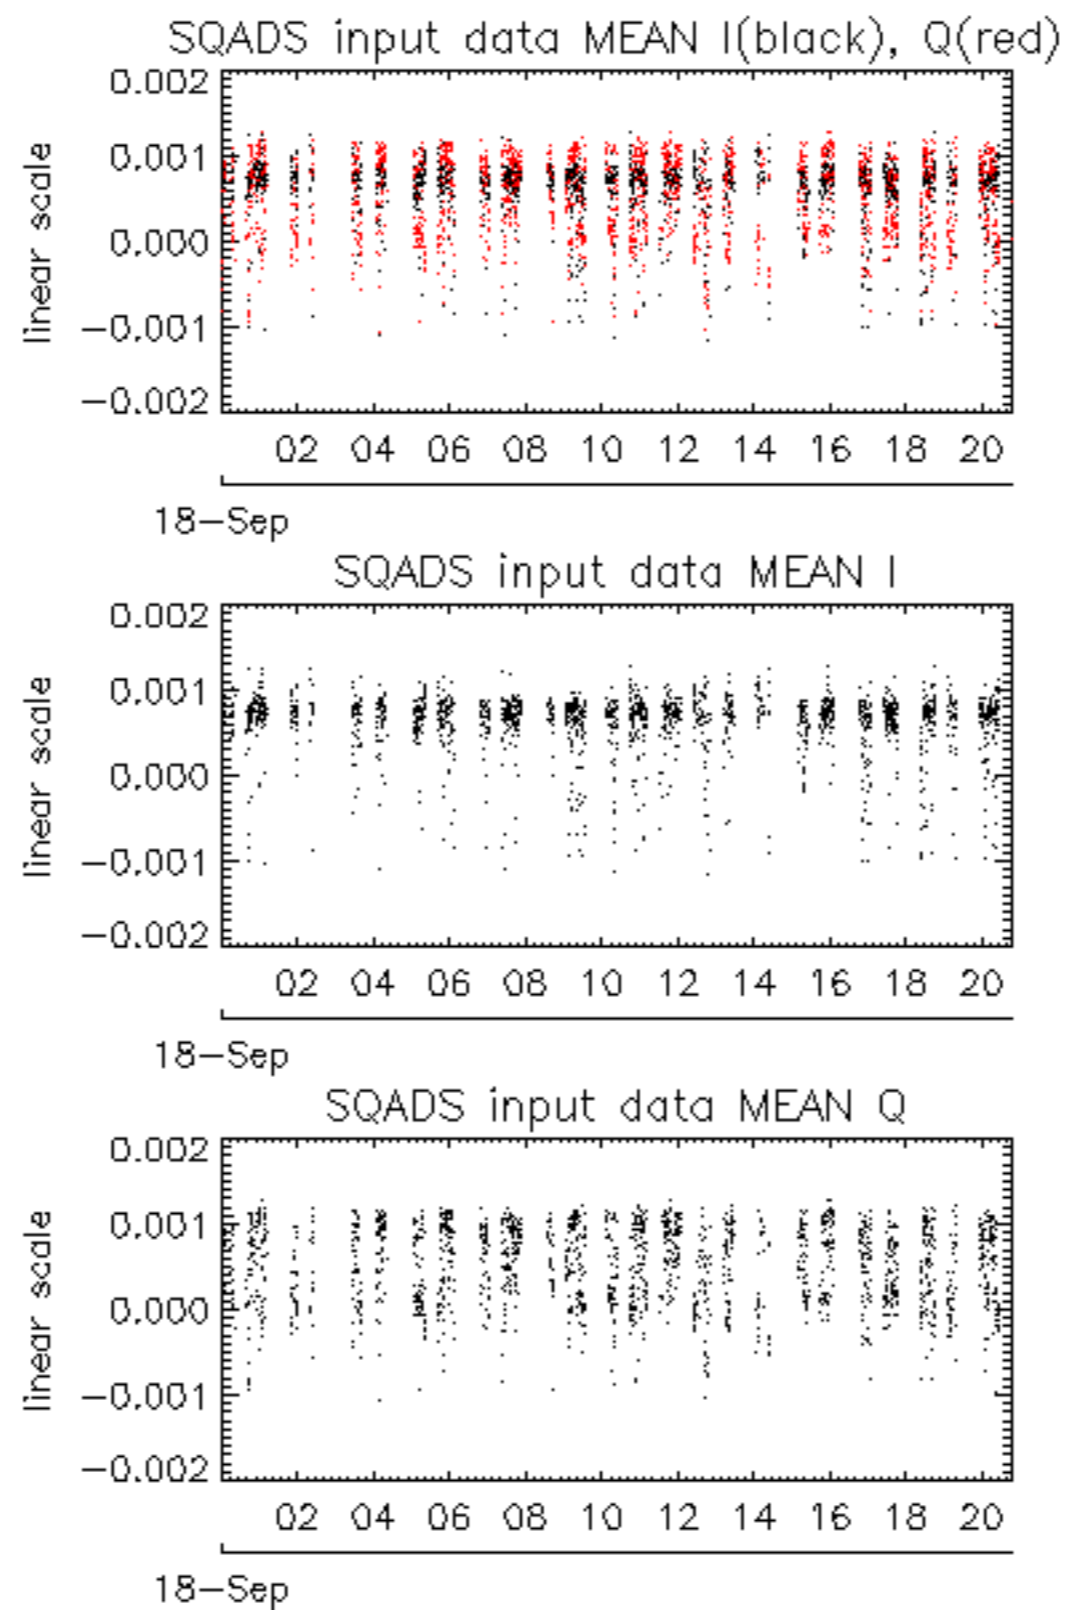 SQADS input data MEAN I(black), Q(red)
0.002
0.001
0.000
−0.001
−0.002
linear scale
02 04 06 08 10 12 14 16 18 20
18−Sep
SQADS input data MEAN I
0.002
0.001
0.000
−0.001
−0.002
linear scale
02 04 06 08 10 12 14 16 18 20
18−Sep
SQADS input data MEAN Q
0.002
0.001
0.000
−0.001
−0.002
linear scale
02 04 06 08 10 12 14 16 18 20
18−Sep